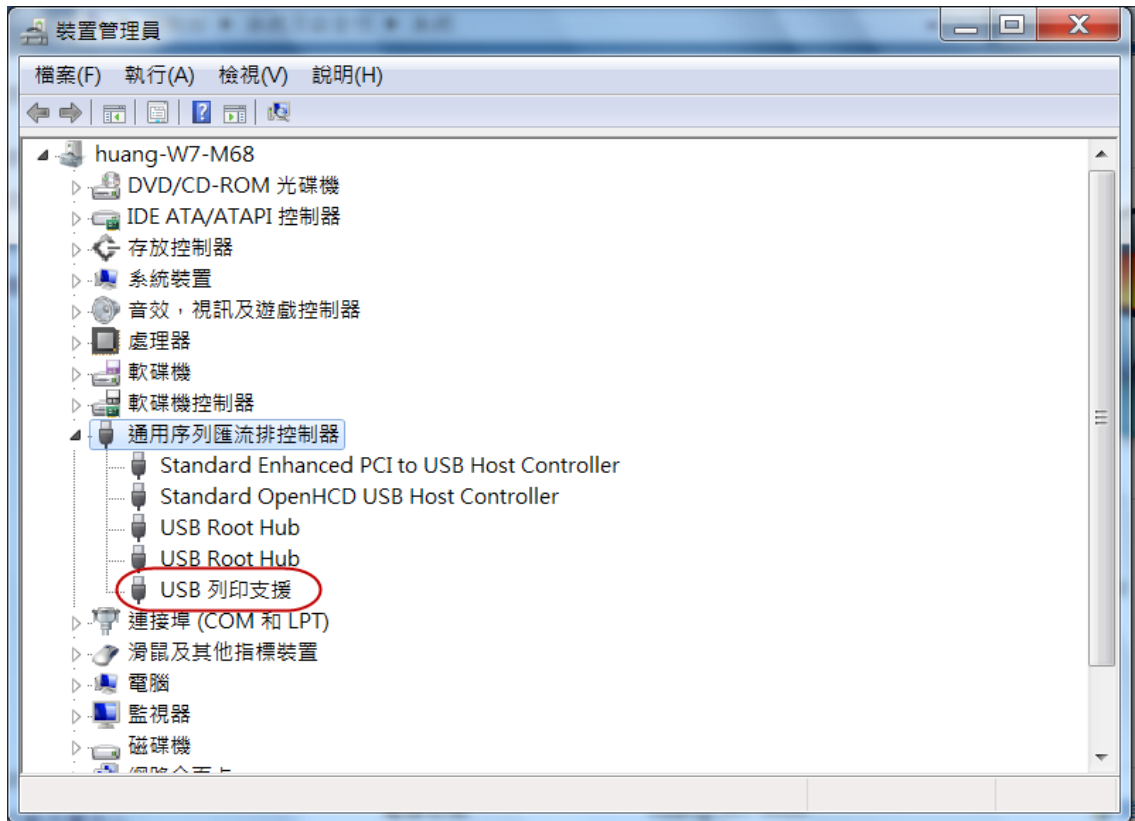 裝置管理員
檔案(F) 執行(A) 檢視(V) 說明(H)
huang-W7-M68
DVD/CD-ROM 光碟機
IDE ATA/ATAPI 控制器
存放控制器
系統裝置
音效，視訊及遊戲控制器
處理器
軟碟機
軟碟機控制器
通用序列匯流排控制器
Standard Enhanced PCI to USB Host Controller
Standard OpenHCD USB Host Controller
USB Root Hub
USB Root Hub
USB 列印支援
連接埠 (COM 和 LPT)
滑鼠及其他指標裝置
電腦
監視器
磁碟機